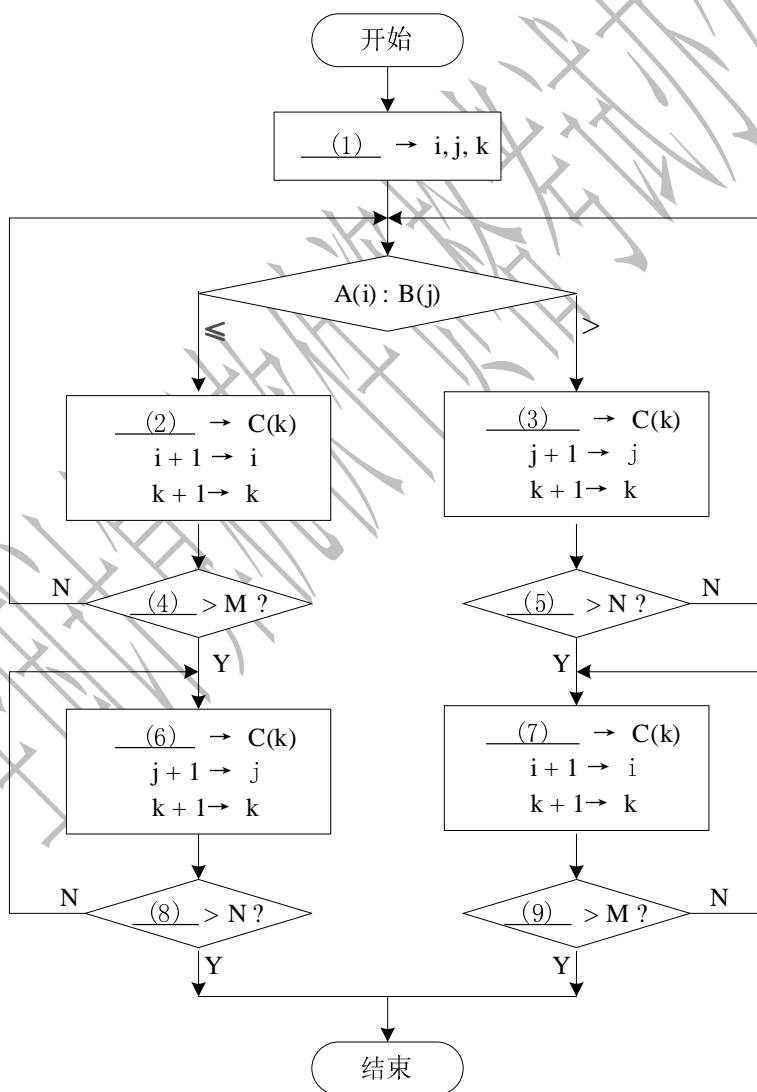 开始
(1) → i, j, k
A(i) : B(j)
≤
>
(2) → C(k)
i + 1 → i
k + 1→ k
(3) → C(k)
j + 1 → j
k + 1→ k
N
(4) > M ?
Y
(5) > N ?
N
Y
(6) → C(k)
j + 1 → j
k + 1→ k
(7) → C(k)
i + 1 → i
k + 1→ k
N
(8) > N ?
Y
(9) > M ?
N
Y
结束